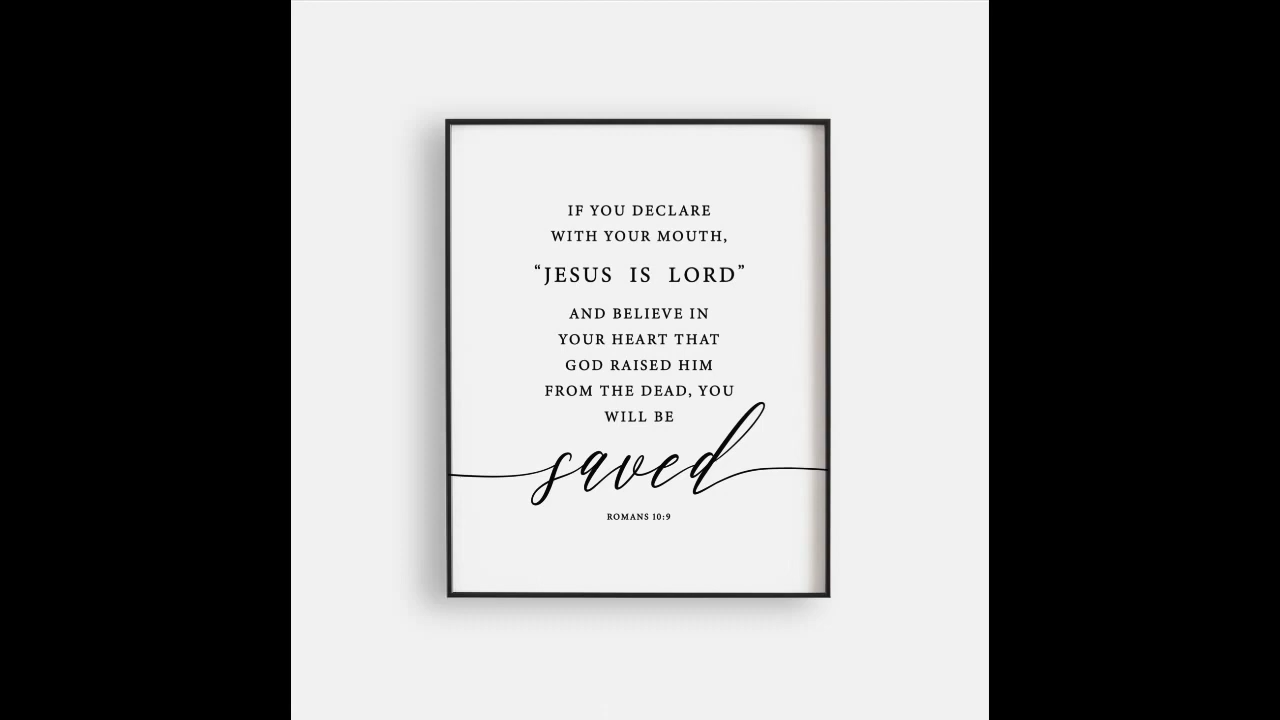 IF YOU DECLARE
WITH YOUR MOUTH,
“JESUS IS LORD”
AND BELIEVE IN
YOUR HEART THAT
GOD RAISED HIM
FROM THE DEAD, YOU
WILL BE
saved
ROMANS 10:9